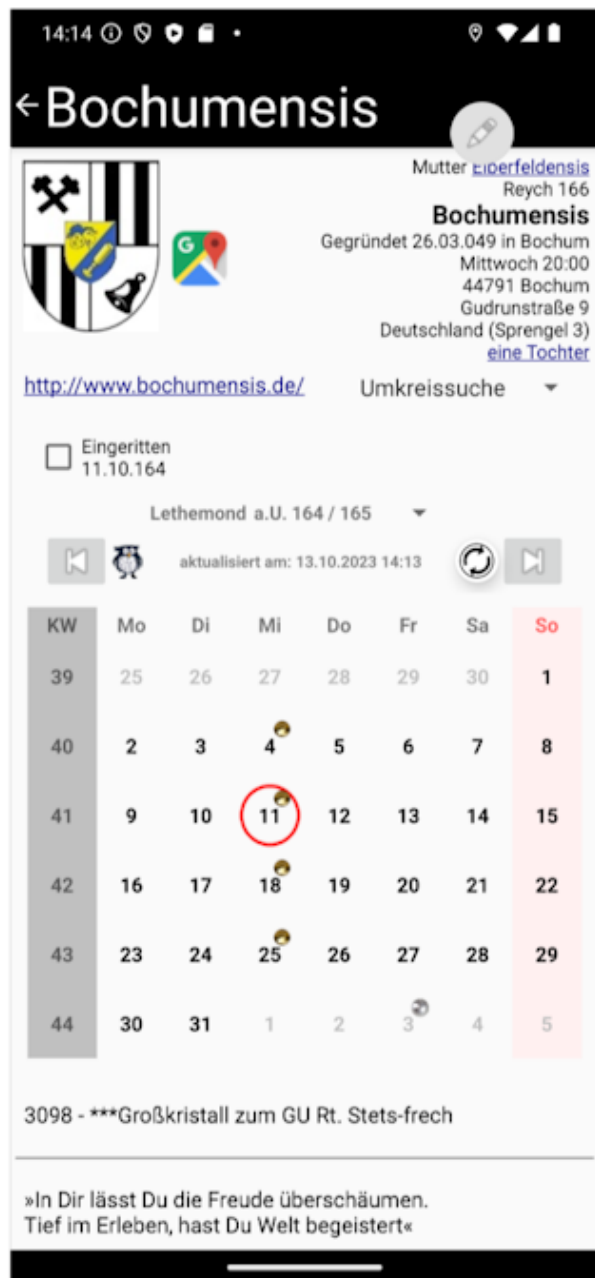 14:14
Bochumensis
Mutter Elberfeldensis
Reych 166
Bochumensis
Gegründet 26.03.049 in Bochum
Mittwoch 20:00
44791 Bochum
Gudrunstraße 9
Deutschland (Sprengel 3)
eine Tochter
G
http://www.bochumensis.de/ Umkreissuche
Eingeritten
11.10.164
Lethemond a.U. 164 / 165
aktualisiert am: 13.10.2023 14:13
KW Mo Di Mi Do Fr Sa So
39 25 26 27 28 29 30 1
40 2 3 4 5 6 7 8
41 9 10 11 12 13 14 15
42 16 17 18 19 20 21 22
43 23 24 25 26 27 28 29
44 30 31 1 2 3 4 5
3098 - ***Großkristall zum GU Rt. Stets-frech
»In Dir lässt Du die Freude überschäumen.
Tief im Erleben, hast Du Welt begeistert«